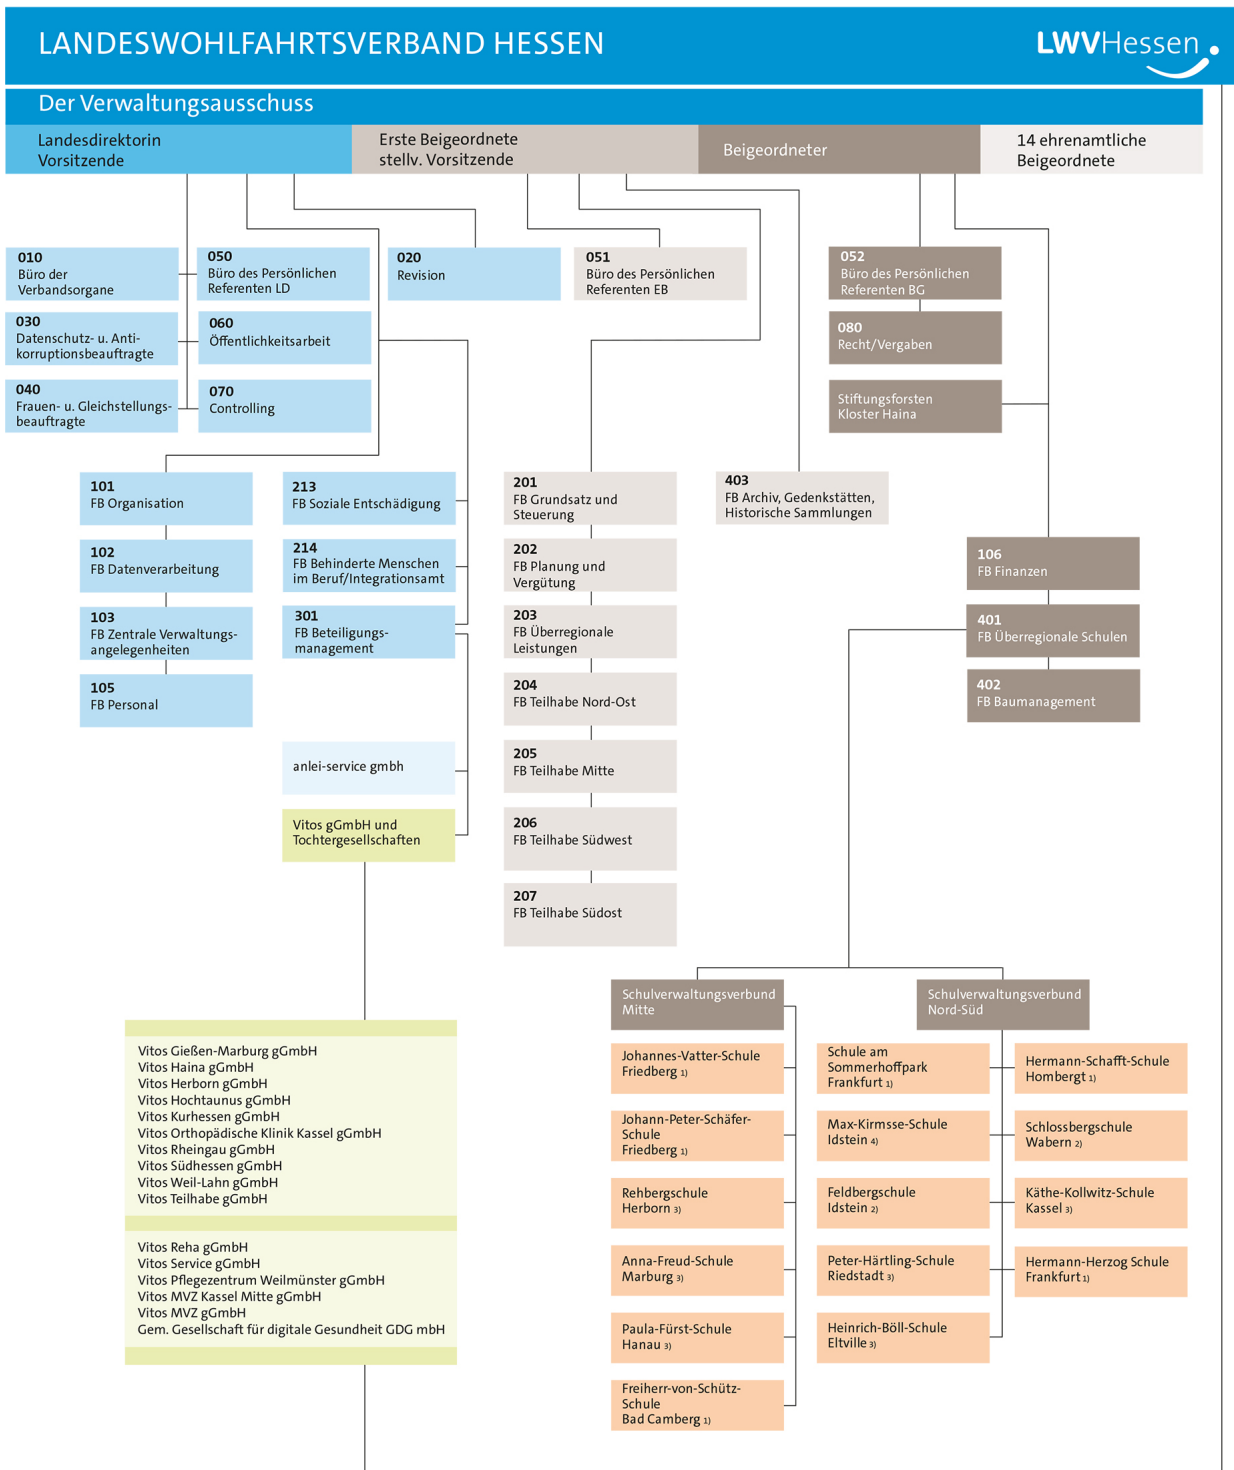 LANDESWOHLFAHRTSVERBAND HESSEN
LWVHessen
Der Verwaltungsausschuss
Landesdirektorin
Vorsitzende
Erste Beigeordnete
stellv. Vorsitzende
Beigeordneter
14 ehrenamtliche
Beigeordnete
010
Büro der
Verbandsorgane
050
Büro des Persönlichen
Referenten LD
020
Revision
051
Büro des Persönlichen
Referenten EB
052
Büro des Persönlichen
Referenten BG
030
Datenschutz- u. Anti-
korruptionsbeauftragte
060
Öffentlichkeitsarbeit
080
Recht/Vergaben
040
Frauen- u. Gleichstellungs-
beauftragte
070
Controlling
Stiftungsforsten
Kloster Haina
101
FB Organisation
102
FB Datenverarbeitung
103
FB Zentrale Verwaltungs-
angelegenheiten
105
FB Personal
213
FB Soziale Entschädigung
214
FB Behinderte Menschen
im Beruf/Integrationsamt
301
FB Beteiligungs-
management
anlei-service gmbh
Vitos gGmbH und
Tochtergesellschaften
201
FB Grundsatz und
Steuerung
202
FB Planung und
Vergütung
203
FB Überregionale
Leistungen
204
FB Teilhabe Nord-Ost
205
FB Teilhabe Mitte
206
FB Teilhabe Südwest
207
FB Teilhabe Südost
403
FB Archiv, Gedenkstätten,
Historische Sammlungen
106
FB Finanzen
401
FB Überregionale Schulen
402
FB Baumanagement
Vitos Gießen-Marburg gGmbH
Vitos Haina gGmbH
Vitos Herborn gGmbH
Vitos Hochtaunus gGmbH
Vitos Kurhessen gGmbH
Vitos Orthopädische Klinik Kassel gGmbH
Vitos Rheingau gGmbH
Vitos Südhessen gGmbH
Vitos Weil-Lahn gGmbH
Vitos Teilhabe gGmbH
Vitos Reha gGmbH
Vitos Service gGmbH
Vitos Pflegezentrum Weilmünster gGmbH
Vitos MVZ Kassel Mitte gGmbH
Vitos MVZ gGmbH
Gem. Gesellschaft für digitale Gesundheit GDG mbH
Schulverwaltungsverbund
Mitte
Johannes-Vatter-Schule
Friedberg 1)
Johann-Peter-Schäfer-
Schule
Friedberg 1)
Rehbergschule
Herborn 3)
Anna-Freud-Schule
Marburg 3)
Paula-Fürst-Schule
Hanau 3)
Freiherr-von-Schütz-
Schule
Bad Camberg 1)
Schulverwaltungsverbund
Nord-Süd
Schule am
Sommerhoffpark
Frankfurt 1)
Max-Kirmsse-Schule
Idstein 4)
Feldbergschule
Idstein 2)
Peter-Härtling-Schule
Riedstadt 3)
Heinrich-Böll-Schule
Eltville 3)
Hermann-Schafft-Schule
Hombergt 1)
Schlossbergschule
Wabern 2)
Käthe-Kollwitz-Schule
Kassel 3)
Hermann-Herzog Schule
Frankfurt 1)